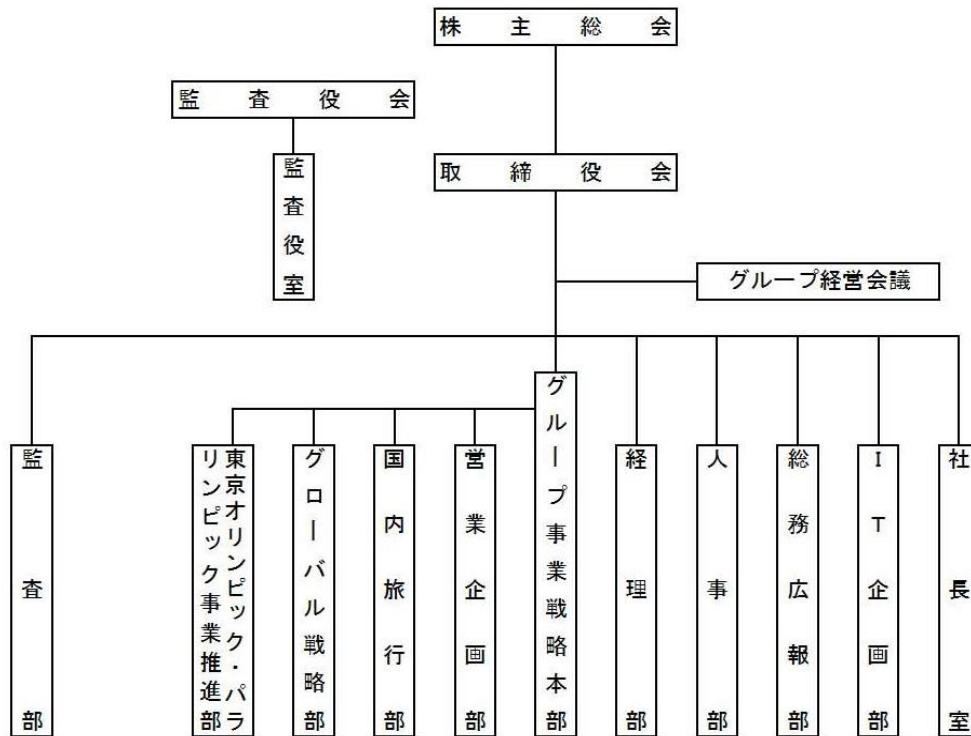 株主総会
監査役会
監査役室
取締役会
グループ経営会議
社長室
IT企画部
総務広報部
人事部
経理部
グループ事業戦略本部
営業企画部
国内旅行部
グローバル戦略部
東京オリンピック・パラ
リンピック事業推進部
監査部